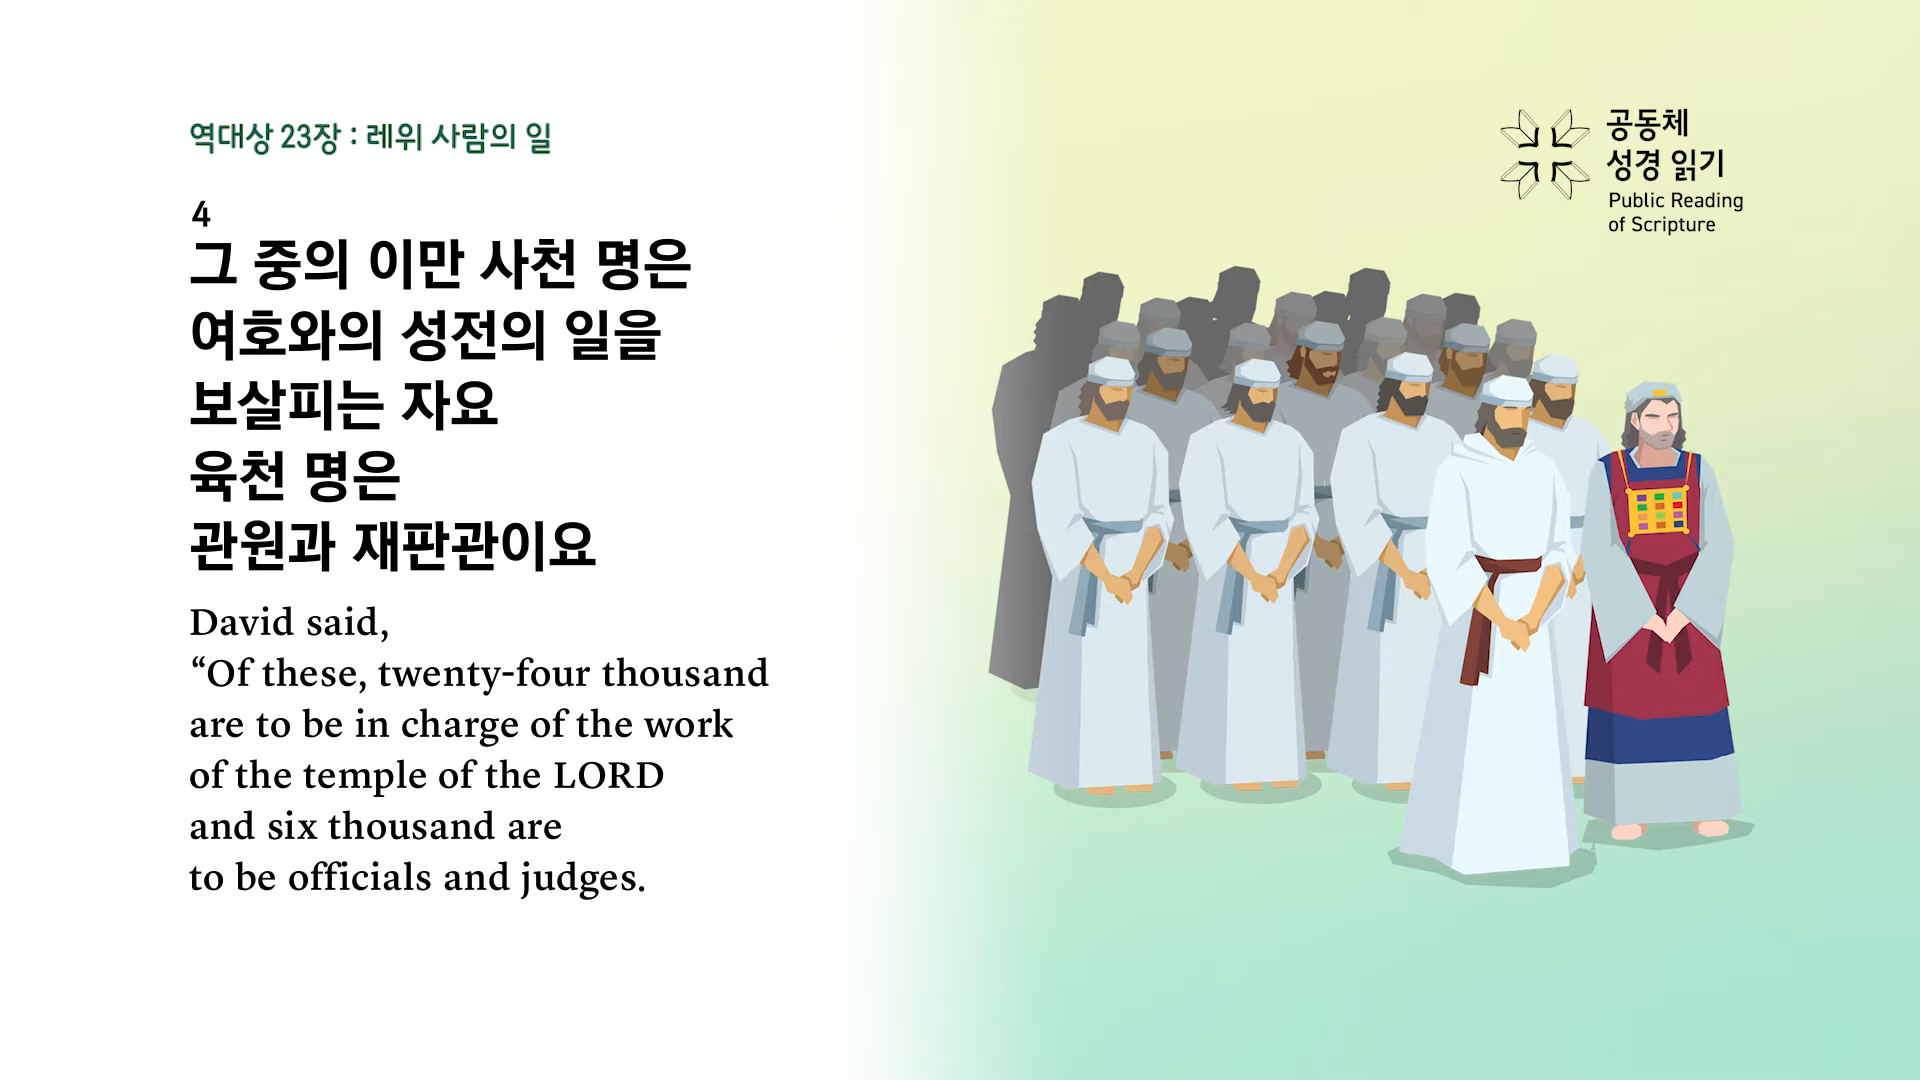 역대상 23장 : 레위 사람의 일
4
그 중의 이만 사천 명은
여호와의 성전의 일을
보살피는 자요
육천 명은
관원과 재판관이요
David said,
“Of these, twenty-four thousand
are to be in charge of the work
of the temple of the LORD
and six thousand are
to be officials and judges.
공동체
성경 읽기
Public Reading
of Scripture